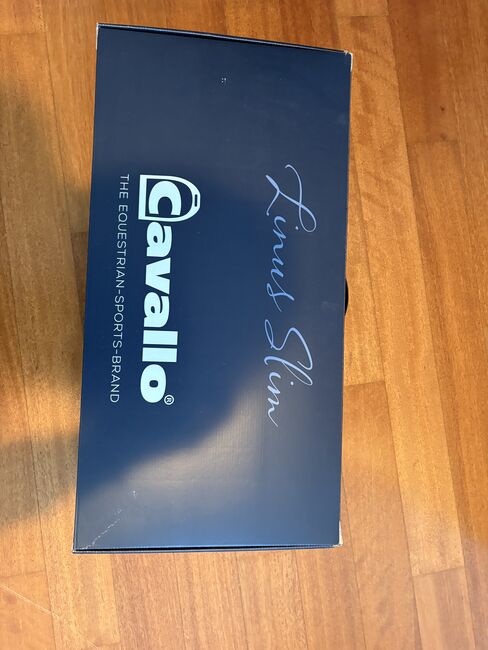 Linus Slim
Cavallo®
THE EQUESTRIAN-SPORTS-BRAND